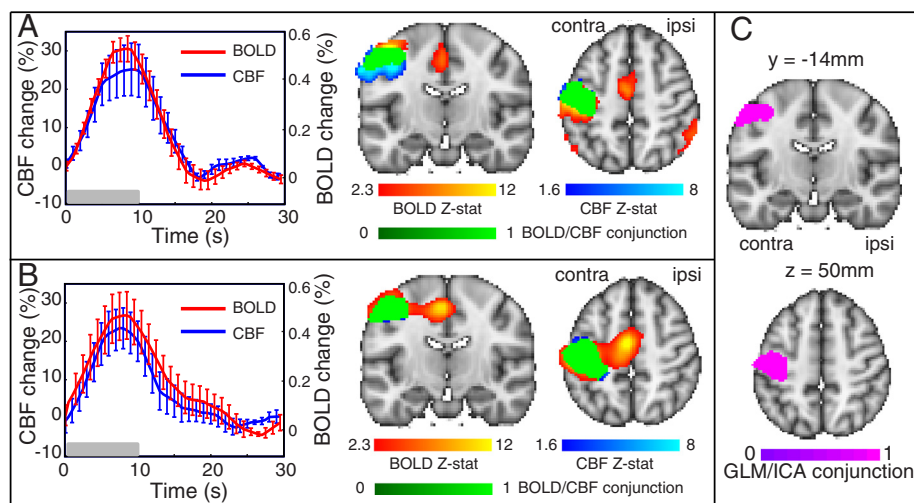 A
CBF change (%)
30
20
10
0
-10
BOLD
CBF
0.6
0.4
0.2
0
BOLD change (%)
0 10 20 30
Time (s)
contra ipsi
2.3 12
BOLD Z-stat
1.6 8
CBF Z-stat
0 1 BOLD/CBF conjunction
B
CBF change (%)
30
20
10
0
-10
BOLD
CBF
0.6
0.4
0.2
0
BOLD change (%)
0 10 20 30
Time (s)
contra ipsi
2.3 12
BOLD Z-stat
1.6 8
CBF Z-stat
0 1 BOLD/CBF conjunction
C
y = -14mm
contra ipsi
z = 50mm
0 1
GLM/ICA conjunction